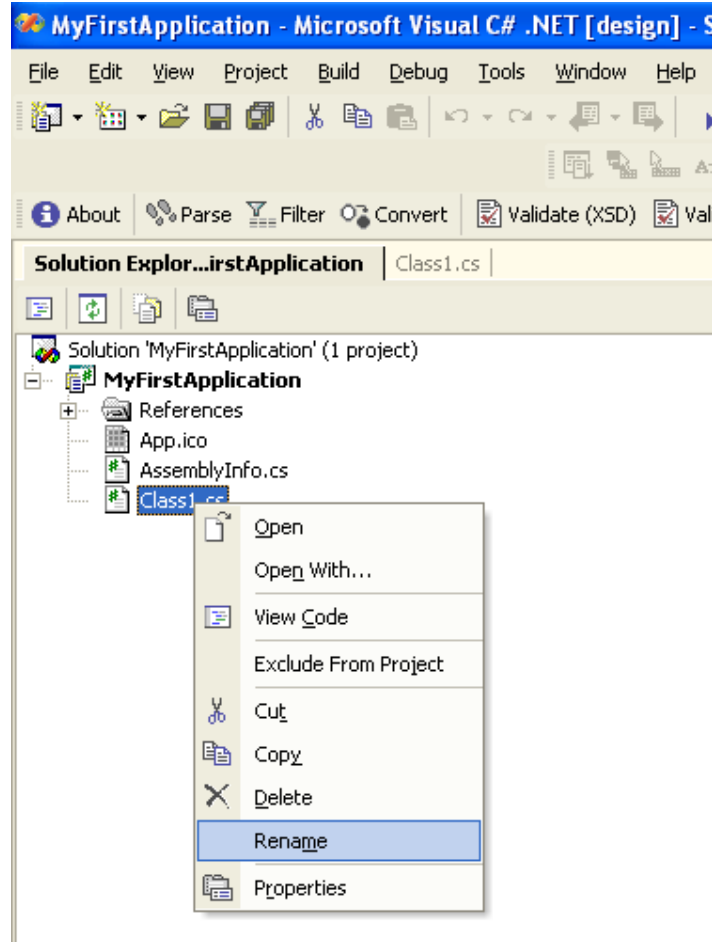 MyFirstApplication - Microsoft Visual C# .NET [design] - S
File Edit View Project Build Debug Tools Window Help
About Parse Filter Convert Validate (XSD) Val
Solution Explor...irstApplication Class1.cs
Solution 'MyFirstApplication' (1 project)
MyFirstApplication
References
App.ico
AssemblyInfo.cs
Class1.cs
Open
Open With...
View Code
Exclude From Project
Cut
Copy
Delete
Rename
Properties